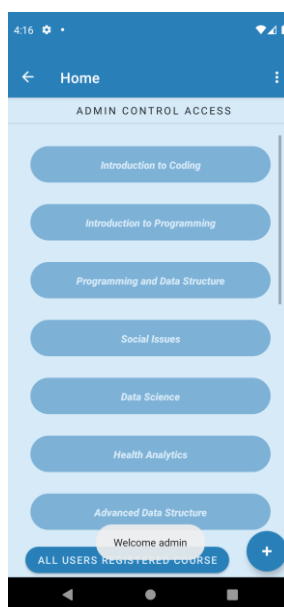 4:16
Home
ADMIN CONTROL ACCESS
Introduction to Coding
Introduction to Programming
Programming and Data Structure
Social Issues
Data Science
Health Analytics
Advanced Data Structure
Welcome admin
ALL USERS REGISTERED COURSE
+